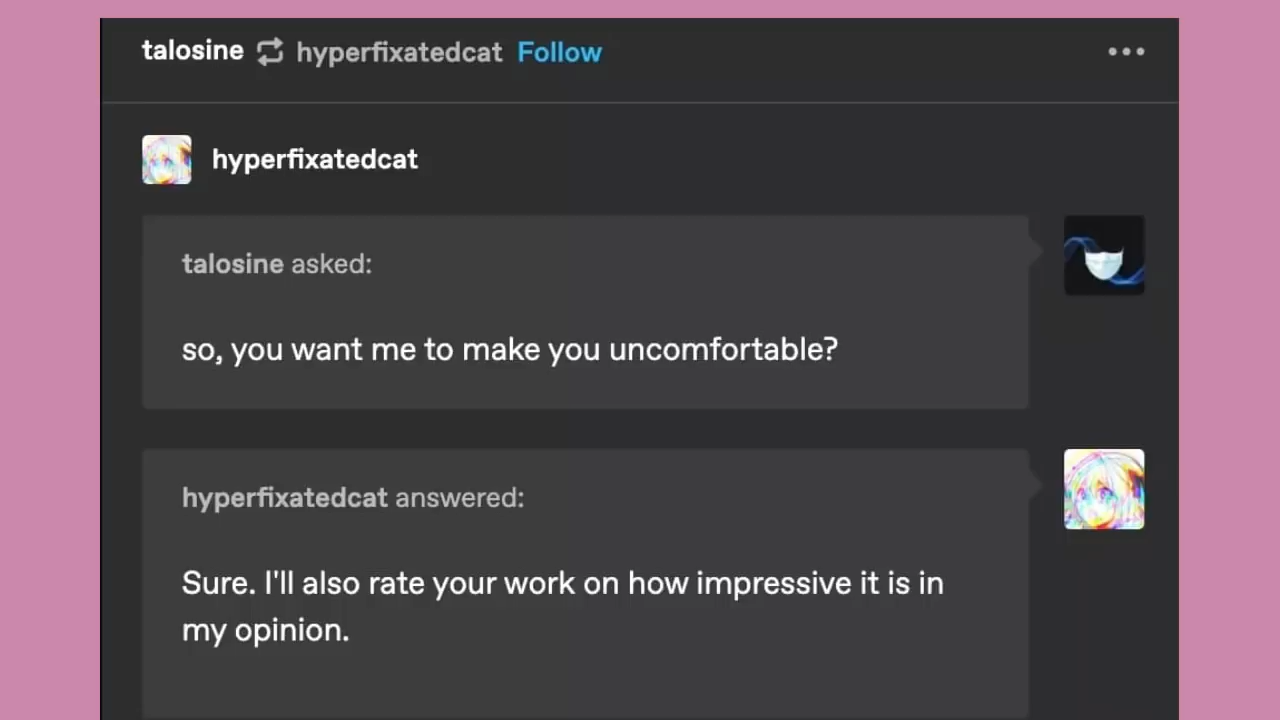 talosine hyperfixatedcat Follow
hyperfixatedcat
talosine asked:
so, you want me to make you uncomfortable?
hyperfixatedcat answered:
Sure. I'll also rate your work on how impressive it is in
my opinion.